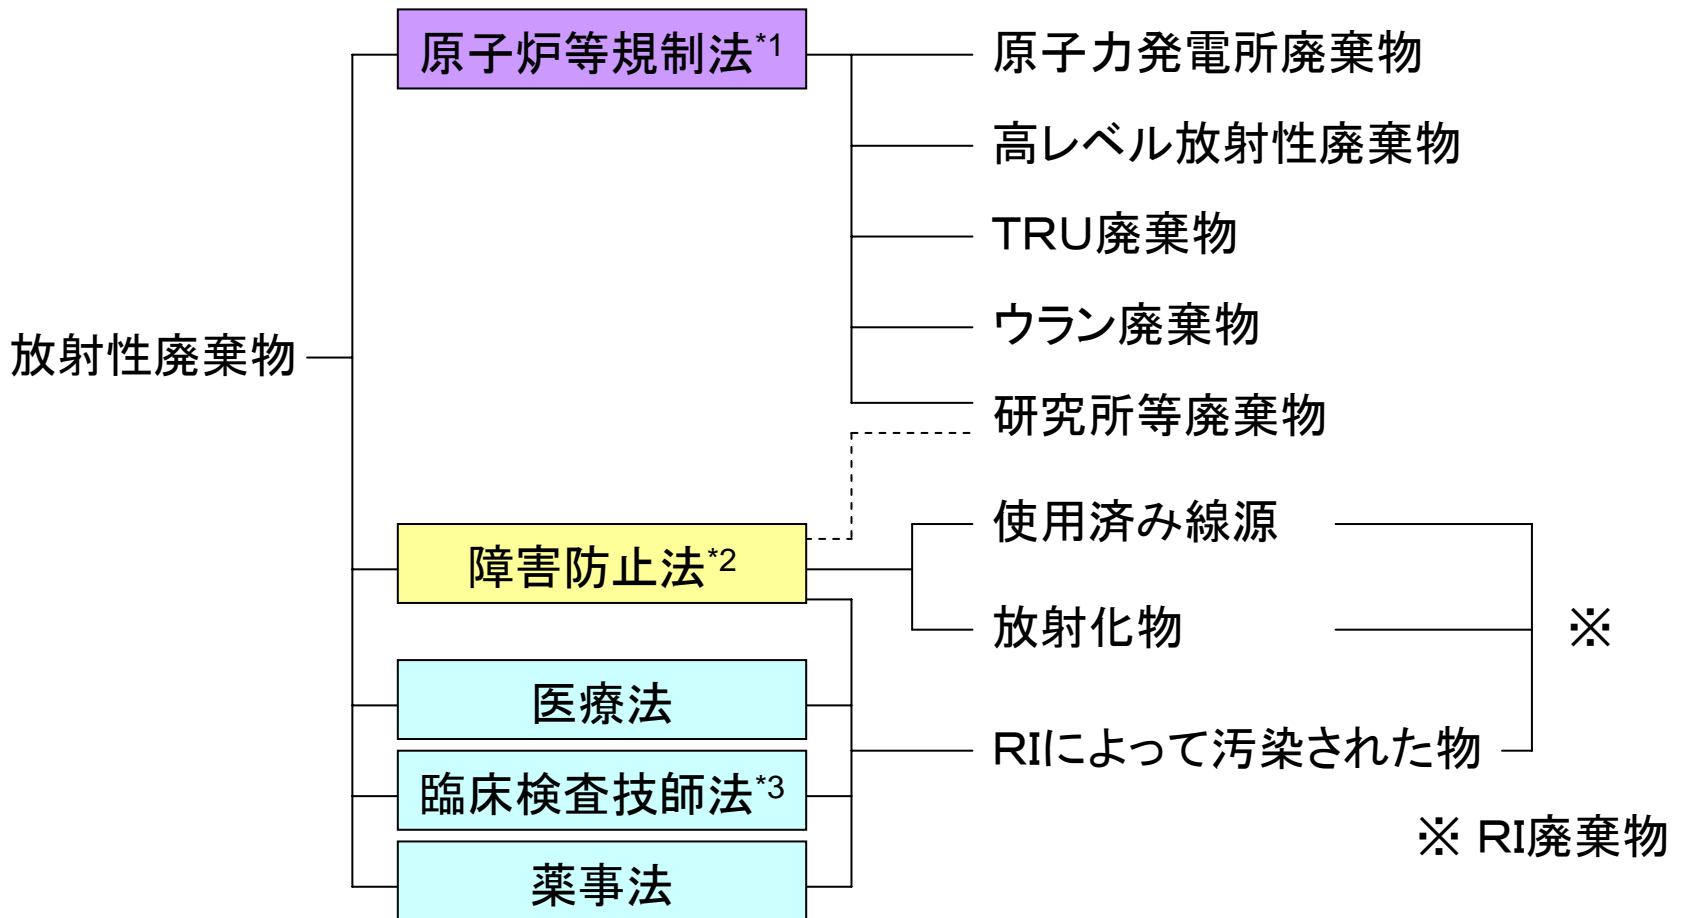 原子炉等規制法*1
原子力発電所廃棄物
高レベル放射性廃棄物
TRU廃棄物
ウラン廃棄物
放射性廃棄物
研究所等廃棄物
使用済み線源
障害防止法*2
放射化物
※
医療法
RIによって汚染された物
臨床検査技師法*3
※ RI廃棄物
薬事法